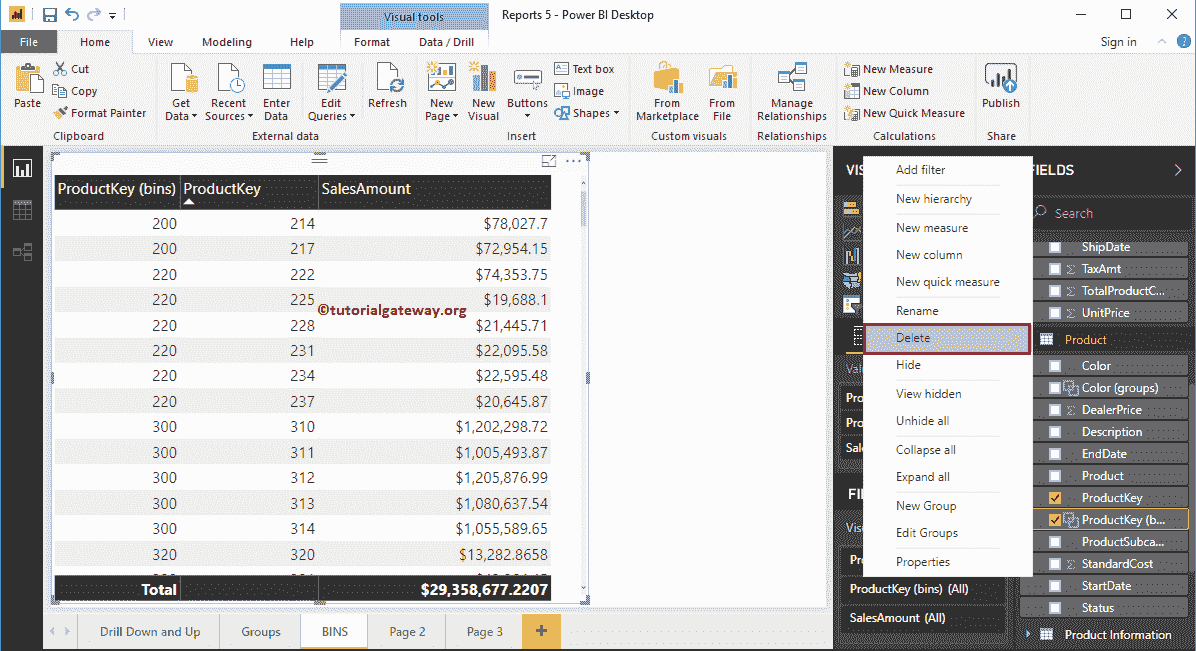 Visual tools
Reports 5 - Power BI Desktop
File Home View Modeling Help Format Data / Drill Sign in
Paste
Cut
Copy
Format Painter
Clipboard
Get Data
Recent Sources
Enter Data
Edit Queries
External data
Refresh
New Page
New Visual
Buttons
Text box
Image
Shapes
Insert
From Marketplace
From File
Custom visuals
Manage Relationships
Relationships
New Measure
New Column
New Quick Measure
Calculations
Publish
Share
ProductKey (bins) ProductKey SalesAmount
200 214 $78,027.7
200 217 $72,954.15
220 222 $74,353.75
220 225 $19,688.1
©tutorialgateway.org
220 228 $21,445.71
220 231 $22,095.58
220 234 $22,595.48
220 237 $20,645.87
300 310 $1,202,298.72
300 311 $1,005,493.87
300 312 $1,205,876.99
300 313 $1,080,637.54
300 314 $1,055,589.65
320 320 $13,282.8658
Total $29,358,677.2207
VIS
Val
Pro
Pro
Sal
FI
Visu
Pro
ProductKey (bins) (All)
SalesAmount (All)
Add filter
New hierarchy
New measure
New column
New quick measure
Rename
Delete
Hide
View hidden
Unhide all
Collapse all
Expand all
New Group
Edit Groups
Properties
FIELDS
Search
ShipDate
TaxAmt
TotalProductC...
UnitPrice
Product
Color
Color (groups)
DealerPrice
Description
EndDate
Product
ProductKey
ProductKey (b...
ProductSubca...
StandardCost
StartDate
Status
Product Information
Drill Down and Up Groups BINS Page 2 Page 3